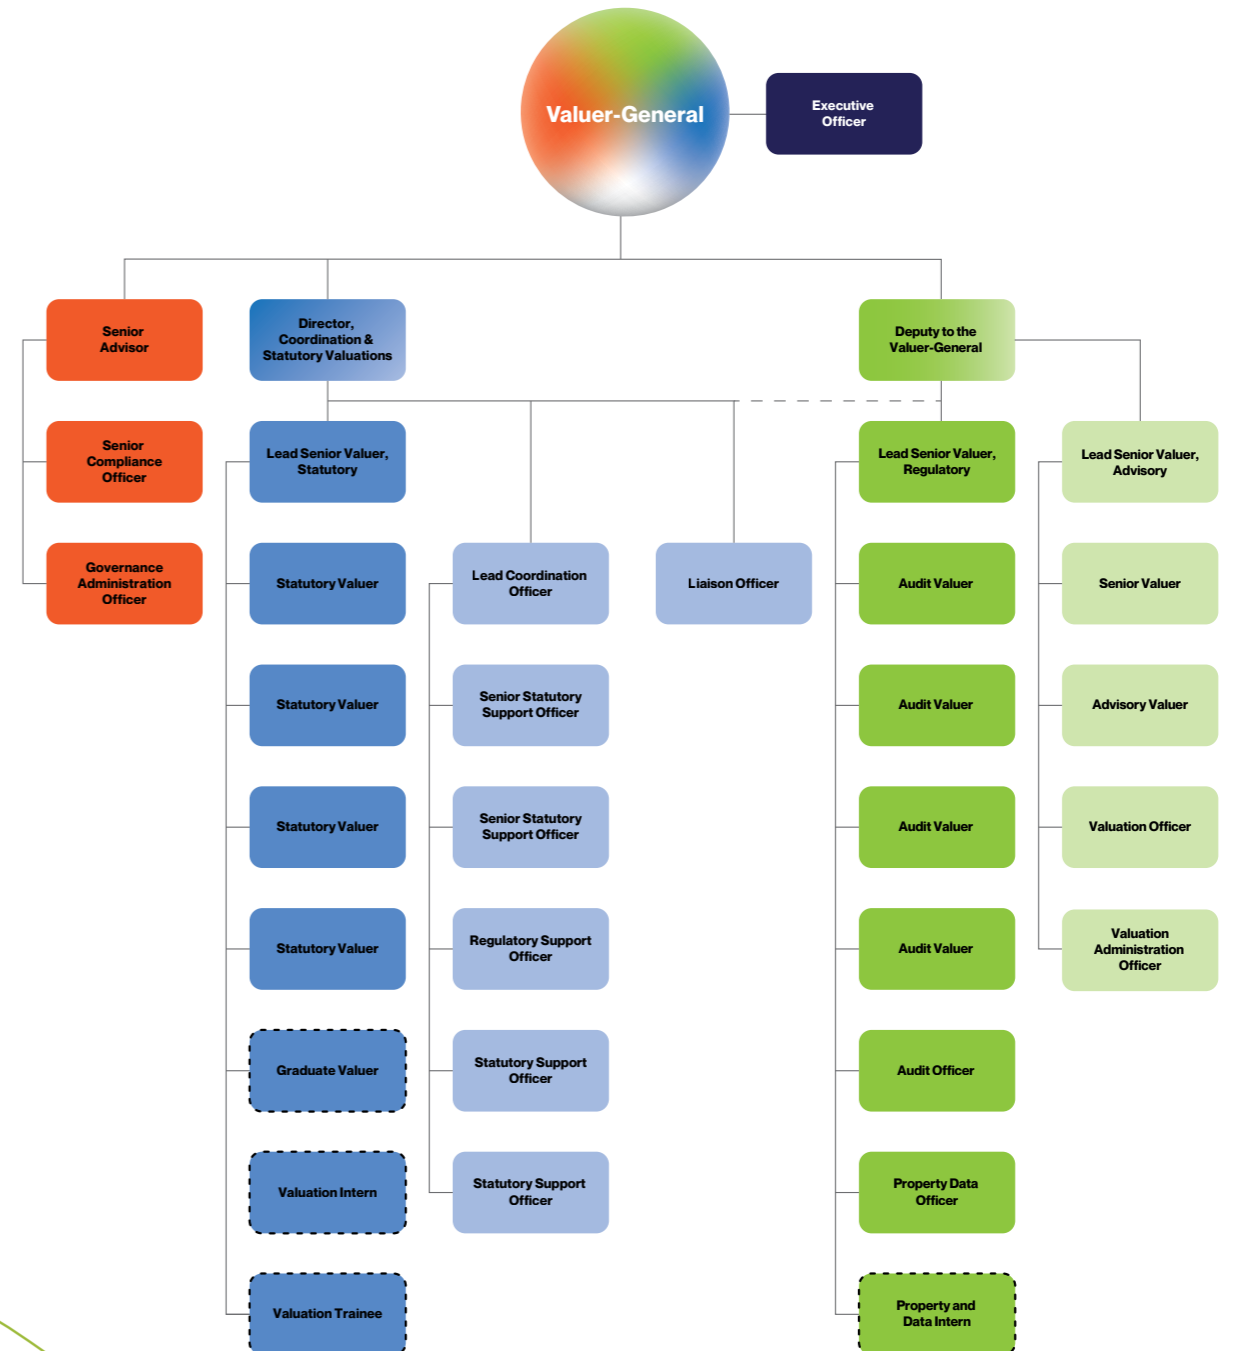 Valuer-General
Executive
Officer
Senior
Advisor
Director,
Coordination &
Statutory Valuations
Deputy to the
Valuer-General
Senior
Compliance
Officer
Lead Senior Valuer,
Statutory
Lead Senior Valuer,
Regulatory
Lead Senior Valuer,
Advisory
Governance
Administration
Officer
Statutory Valuer
Lead Coordination
Officer
Liaison Officer
Audit Valuer
Senior Valuer
Statutory Valuer
Senior Statutory
Support Officer
Audit Valuer
Advisory Valuer
Statutory Valuer
Senior Statutory
Support Officer
Audit Valuer
Valuation Officer
Statutory Valuer
Regulatory Support
Officer
Audit Valuer
Valuation
Administration
Officer
Graduate Valuer
Statutory Support
Officer
Audit Officer
Valuation Intern
Statutory Support
Officer
Property Data
Officer
Valuation Trainee
Property and
Data Intern